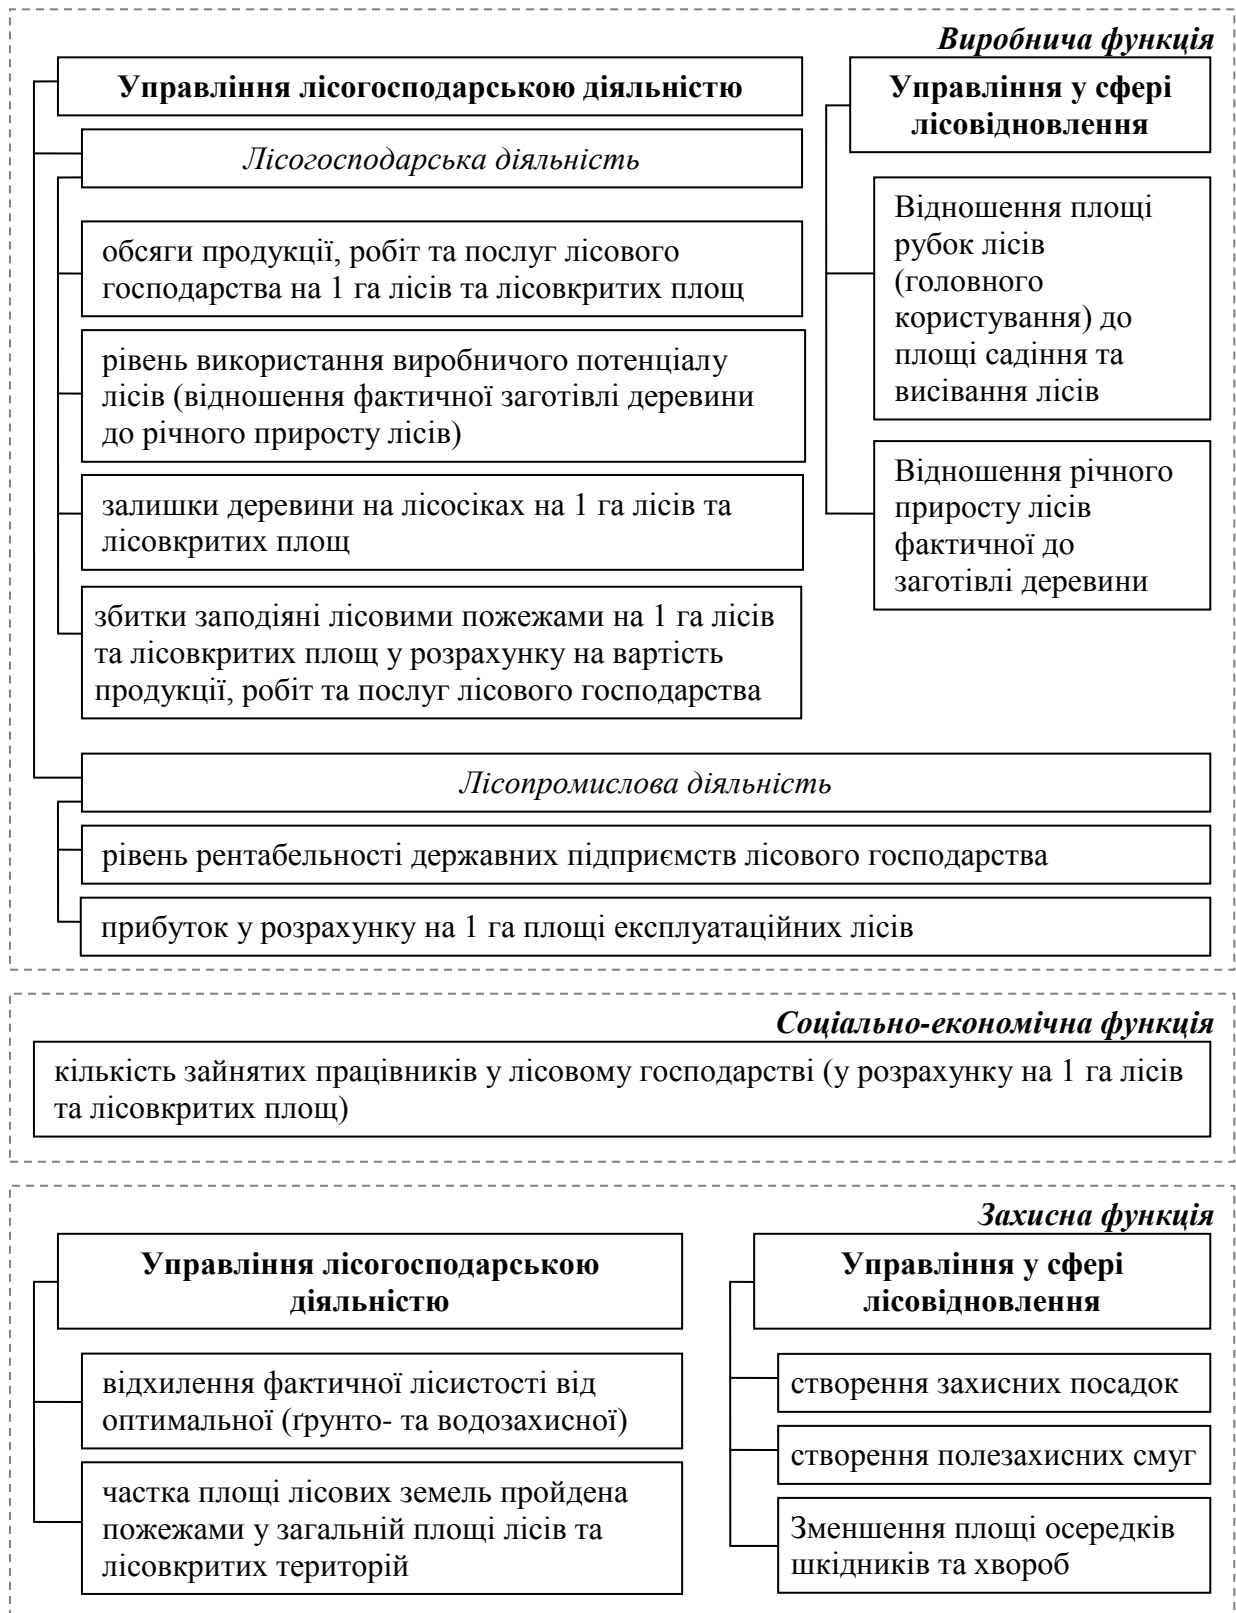 Виробнича функція
Управління лісогосподарською діяльністю
Лісогосподарська діяльність
обсяги продукції, робіт та послуг лісового
господарства на 1 га лісів та лісовкритих площ
рівень використання виробничого потенціалу
лісів (відношення фактичної заготівлі деревини
до річного приросту лісів)
залишки деревини на лісосіках на 1 га лісів та
лісовкритих площ
збитки заподіяні лісовими пожежами на 1 га лісів
та лісовкритих площ у розрахунку на вартість
продукції, робіт та послуг лісового господарства
Управління у сфері
лісовідновлення
Відношення площі
рубок лісів
(головного
користування) до
площі садіння та
висівання лісів
Відношення річного
приросту лісів
фактичної до
заготівлі деревини
Лісопромислова діяльність
рівень рентабельності державних підприємств лісового господарства
прибуток у розрахунку на 1 га площі експлуатаційних лісів
Соціально-економічна функція
кількість зайнятих працівників у лісовому господарстві (у розрахунку на 1 га лісів
та лісовкритих площ)
Захисна функція
Управління лісогосподарською
діяльністю
відхилення фактичної лісистості від
оптимальної (ґрунто- та водозахисної)
частка площі лісових земель пройдена
пожежами у загальній площі лісів та
лісовкритих територій
Управління у сфері
лісовідновлення
створення захисних посадок
створення полезахисних смуг
Зменшення площі осередків
шкідників та хвороб